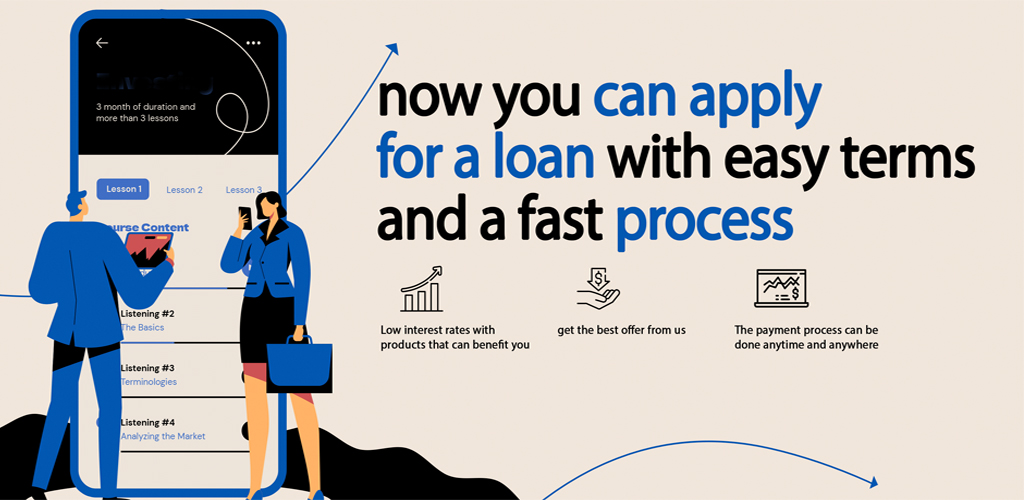 3 month of duration and
more than 3 lessons
Lesson 1 Lesson 2 Lesson 3
Content
Listening #2
The Basics
Listening #3
Terminologies
Listening #4
Analyzing the Market
now you can apply
for a loan with easy terms
and a fast process
Low interest rates with
products that can benefit you
get the best offer from us
The payment process can be
done anytime and anywhere